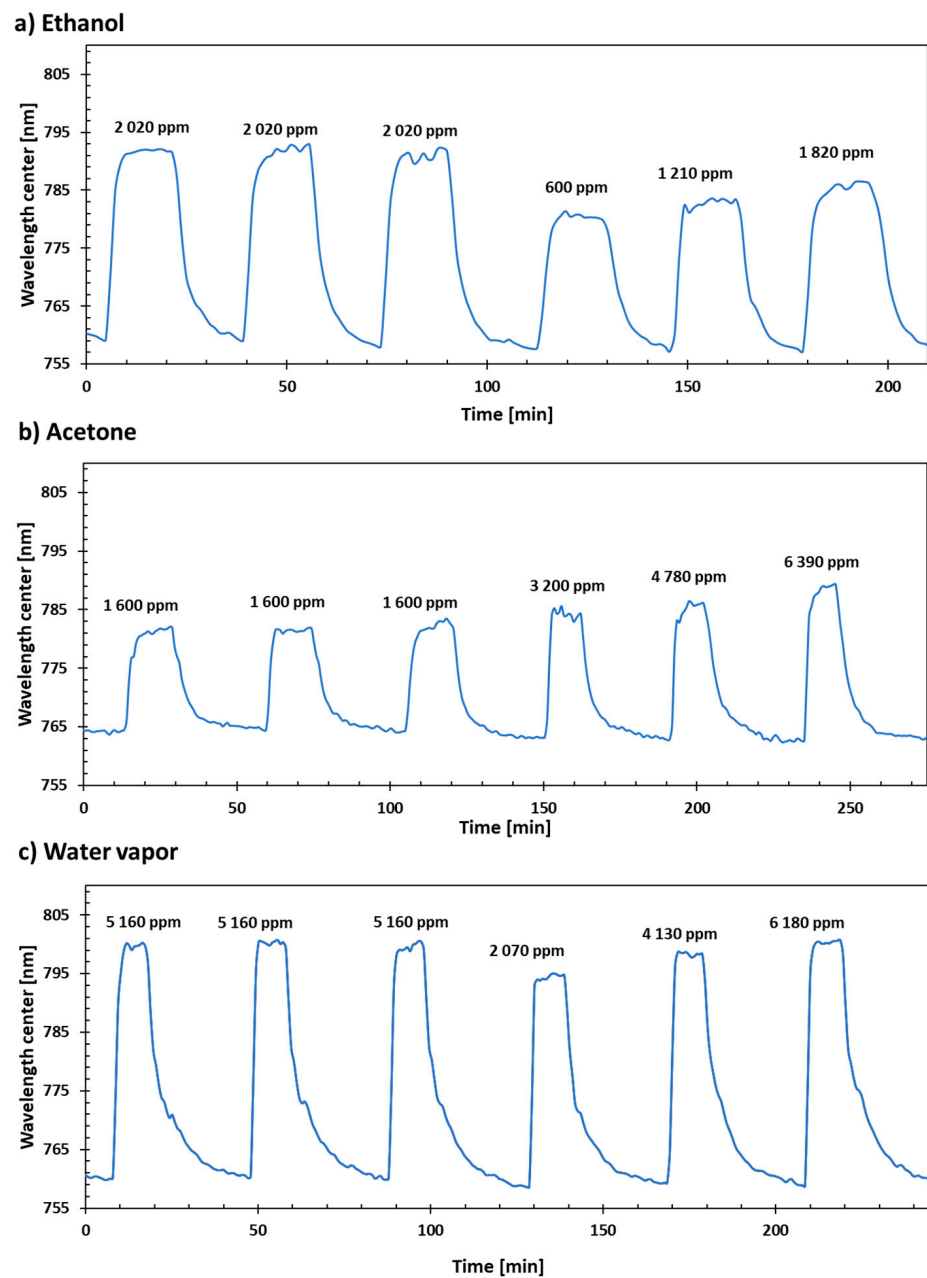 a) Ethanol
Wavelength center [nm]
805
795
785
775
765
755
2 020 ppm
2 020 ppm
2 020 ppm
600 ppm
1 210 ppm
1 820 ppm
0
50
100
150
200
Time [min]
b) Acetone
Wavelength center [nm]
805
795
785
775
765
755
1 600 ppm
1 600 ppm
1 600 ppm
3 200 ppm
4 780 ppm
6 390 ppm
0
50
100
150
200
250
Time [min]
c) Water vapor
Wavelength center [nm]
805
795
785
775
765
755
5 160 ppm
5 160 ppm
5 160 ppm
2 070 ppm
4 130 ppm
6 180 ppm
0
50
100
150
200
Time [min]